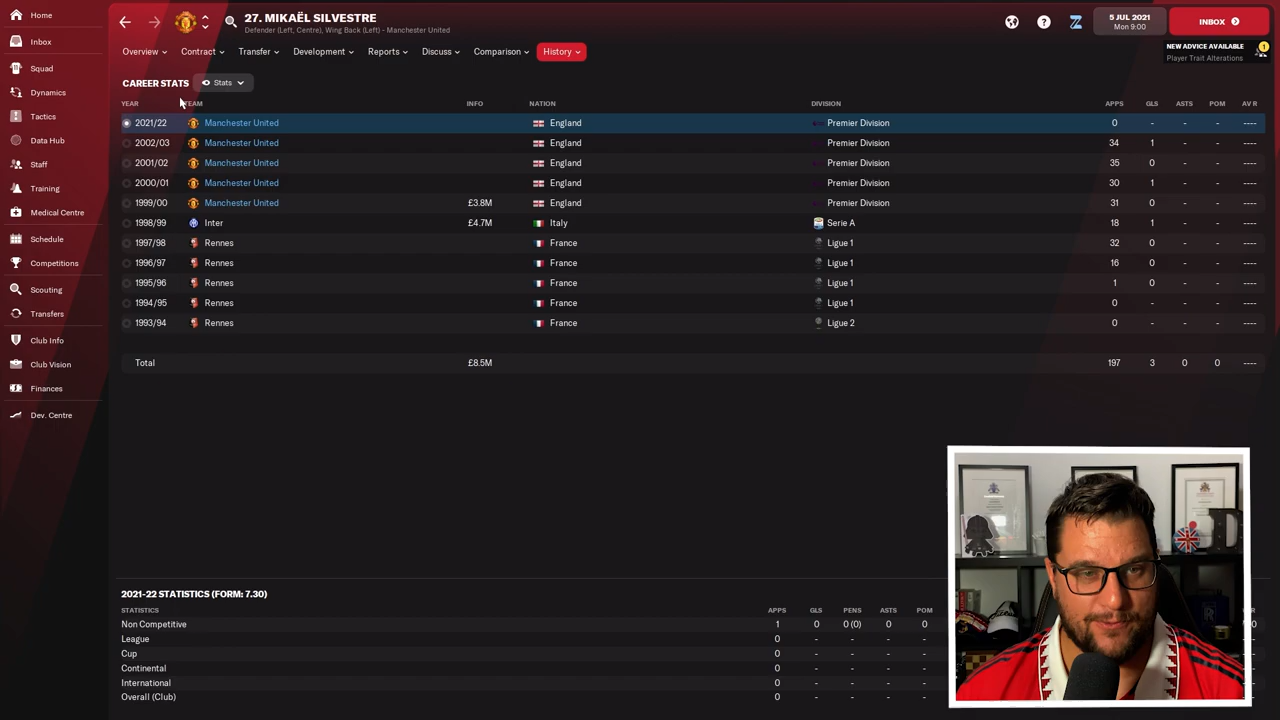 Home
Inbox
Squad
Dynamics
Tactics
Data Hub
Staff
Training
Medical Centre
Schedule
Competitions
Scouting
Transfers
Club Info
Club Vision
Finances
Dev. Centre
27. MIKAËL SILVESTRE
Defender (Left, Centre), Wing Back (Left) - Manchester United
5 JUL 2021
Mon 9:00
INBOX
Overview Contract Transfer Development Reports Discuss Comparison History
NEW ADVICE AVAILABLE 1
Player Trait Alterations
CAREER STATS Stats
YEAR TEAM INFO NATION DIVISION APPS GLS ASTS POM AV R
2021/22 Manchester United England Premier Division 0 - - - ----
2002/03 Manchester United England Premier Division 34 1 - - ----
2001/02 Manchester United England Premier Division 35 0 - - ----
2000/01 Manchester United England Premier Division 30 1 - - ----
1999/00 Manchester United £3.8M England Premier Division 31 0 - - ----
1998/99 Inter £4.7M Italy Serie A 18 1 - - ----
1997/98 Rennes France Ligue 1 32 0 - - ----
1996/97 Rennes France Ligue 1 16 0 - - ----
1995/96 Rennes France Ligue 1 1 0 - - ----
1994/95 Rennes France Ligue 1 0 - - - ----
1993/94 Rennes France Ligue 2 0 - - - ----
Total £8.5M 197 3 0 0 ----
2021-22 STATISTICS (FORM: 7.30)
STATISTICS APPS GLS PENS ASTS POM
Non Competitive 1 0 0 (0) 0 0
League 0 - - - -
Cup 0 - - - -
Continental 0 - - - -
International 0 - - - -
Overall (Club) 0 - - - -